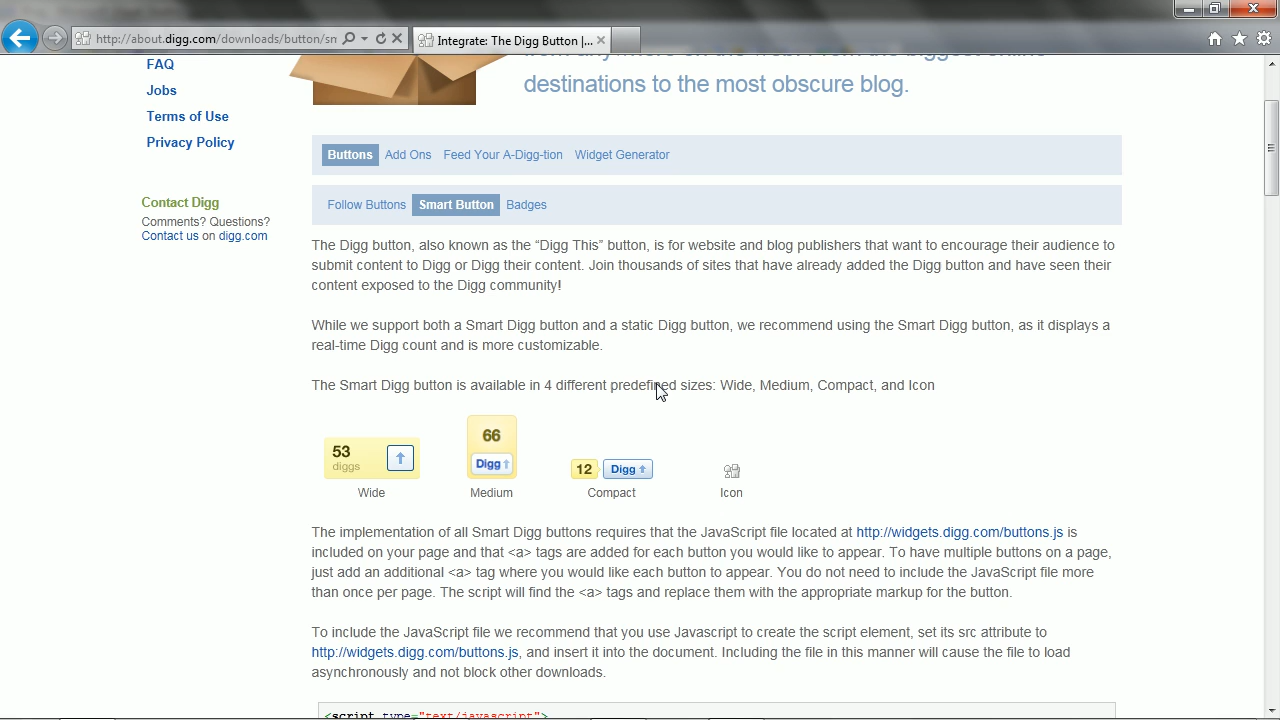 http://about.digg.com/downloads/button/sn
Integrate: The Digg Button |...
FAQ
Jobs
Terms of Use
Privacy Policy
Contact Digg
Comments? Questions?
Contact us on digg.com
destinations to the most obscure blog.
Buttons Add Ons Feed Your A-Digg-tion Widget Generator
Follow Buttons Smart Button Badges
The Digg button, also known as the “Digg This” button, is for website and blog publishers that want to encourage their audience to
submit content to Digg or Digg their content. Join thousands of sites that have already added the Digg button and have seen their
content exposed to the Digg community!
While we support both a Smart Digg button and a static Digg button, we recommend using the Smart Digg button, as it displays a
real-time Digg count and is more customizable.
The Smart Digg button is available in 4 different predefined sizes: Wide, Medium, Compact, and Icon
53
diggs
66
Digg
12 Digg
Wide Medium Compact Icon
The implementation of all Smart Digg buttons requires that the JavaScript file located at http://widgets.digg.com/buttons.js is
included on your page and that <a> tags are added for each button you would like to appear. To have multiple buttons on a page,
just add an additional <a> tag where you would like each button to appear. You do not need to include the JavaScript file more
than once per page. The script will find the <a> tags and replace them with the appropriate markup for the button.
To include the JavaScript file we recommend that you use Javascript to create the script element, set its src attribute to
http://widgets.digg.com/buttons.js, and insert it into the document. Including the file in this manner will cause the file to load
asynchronously and not block other downloads.
<script type="text/javascript">